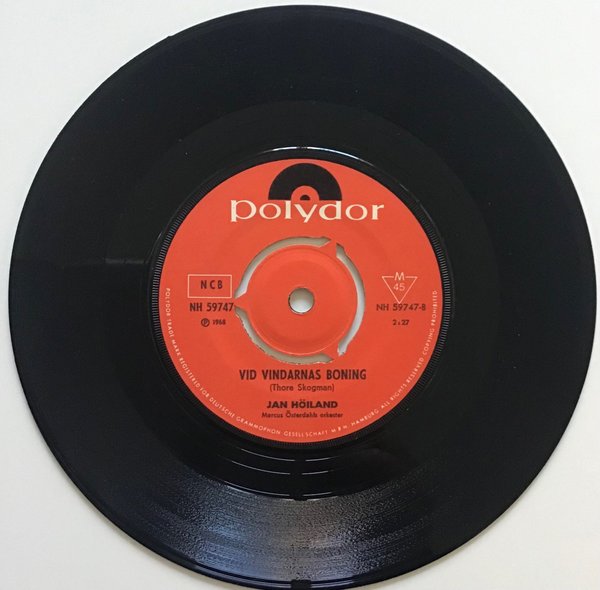 polydor
NCB
M
45
NH 59747
NH 59747-B
℗ 1968
2:27
VID VINDARNAS BONING
(Thore Skogman)
JAN HÖILAND
Marcus Österdahls orkester
POLYDOR TRADE MARK REGISTERED FOR DEUTSCHE GRAMMOPHON GESELLSCHAFT M B H, HAMBURG ALL RIGHTS RESERVED COPYING PROHIBITED